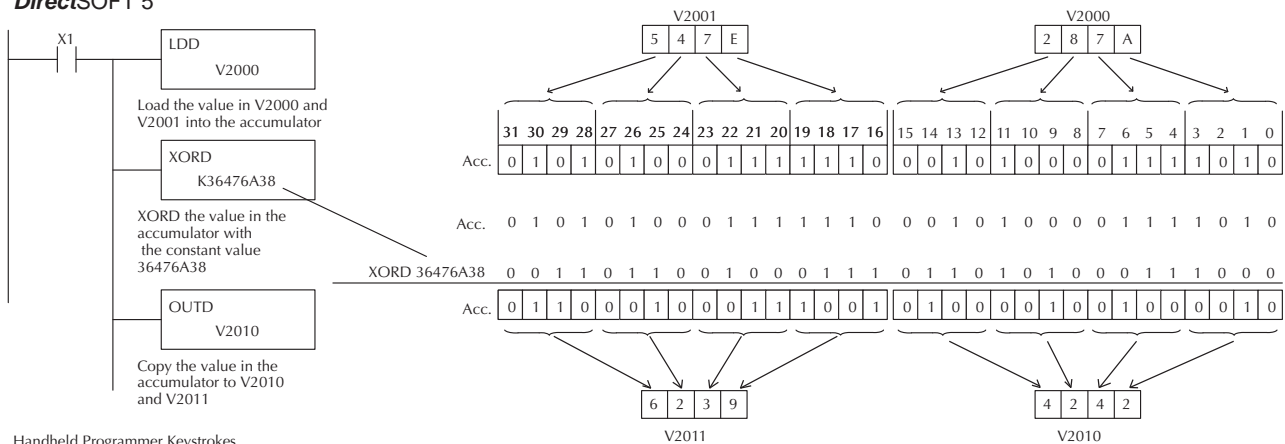 DirectSOFT 5
X1
LDD
V2000
Load the value in V2000 and
V2001 into the accumulator
XORD
K36476A38
XORD the value in the
accumulator with
the constant value
36476A38
OUTD
V2010
Copy the value in the
accumulator to V2010
and V2011
Handheld Programmer Keystrokes
V2001 V2000
5 4 7 E 2 8 7 A
31 30 29 28 27 26 25 24 23 22 21 20 19 18 17 16 15 14 13 12 11 10 9 8 7 6 5 4 3 2 1 0
Acc. 0 1 0 1 0 1 0 0 0 1 1 1 1 1 1 0 0 0 1 0 1 0 0 0 0 1 1 1 1 0 1 0
Acc. 0 1 0 1 0 1 0 0 0 1 1 1 1 1 1 0 0 0 1 0 1 0 0 0 0 1 1 1 1 0 1 0
XORD 36476A38 0 0 1 1 0 1 1 0 0 1 0 0 0 1 1 1 0 1 1 0 1 0 1 0 0 0 1 1 1 0 0 0
Acc. 0 1 1 0 0 0 1 0 0 0 1 1 1 0 0 1 0 1 0 0 0 0 1 0 0 1 0 0 0 0 1 0
6 2 3 9 4 2 4 2
V2011 V2010